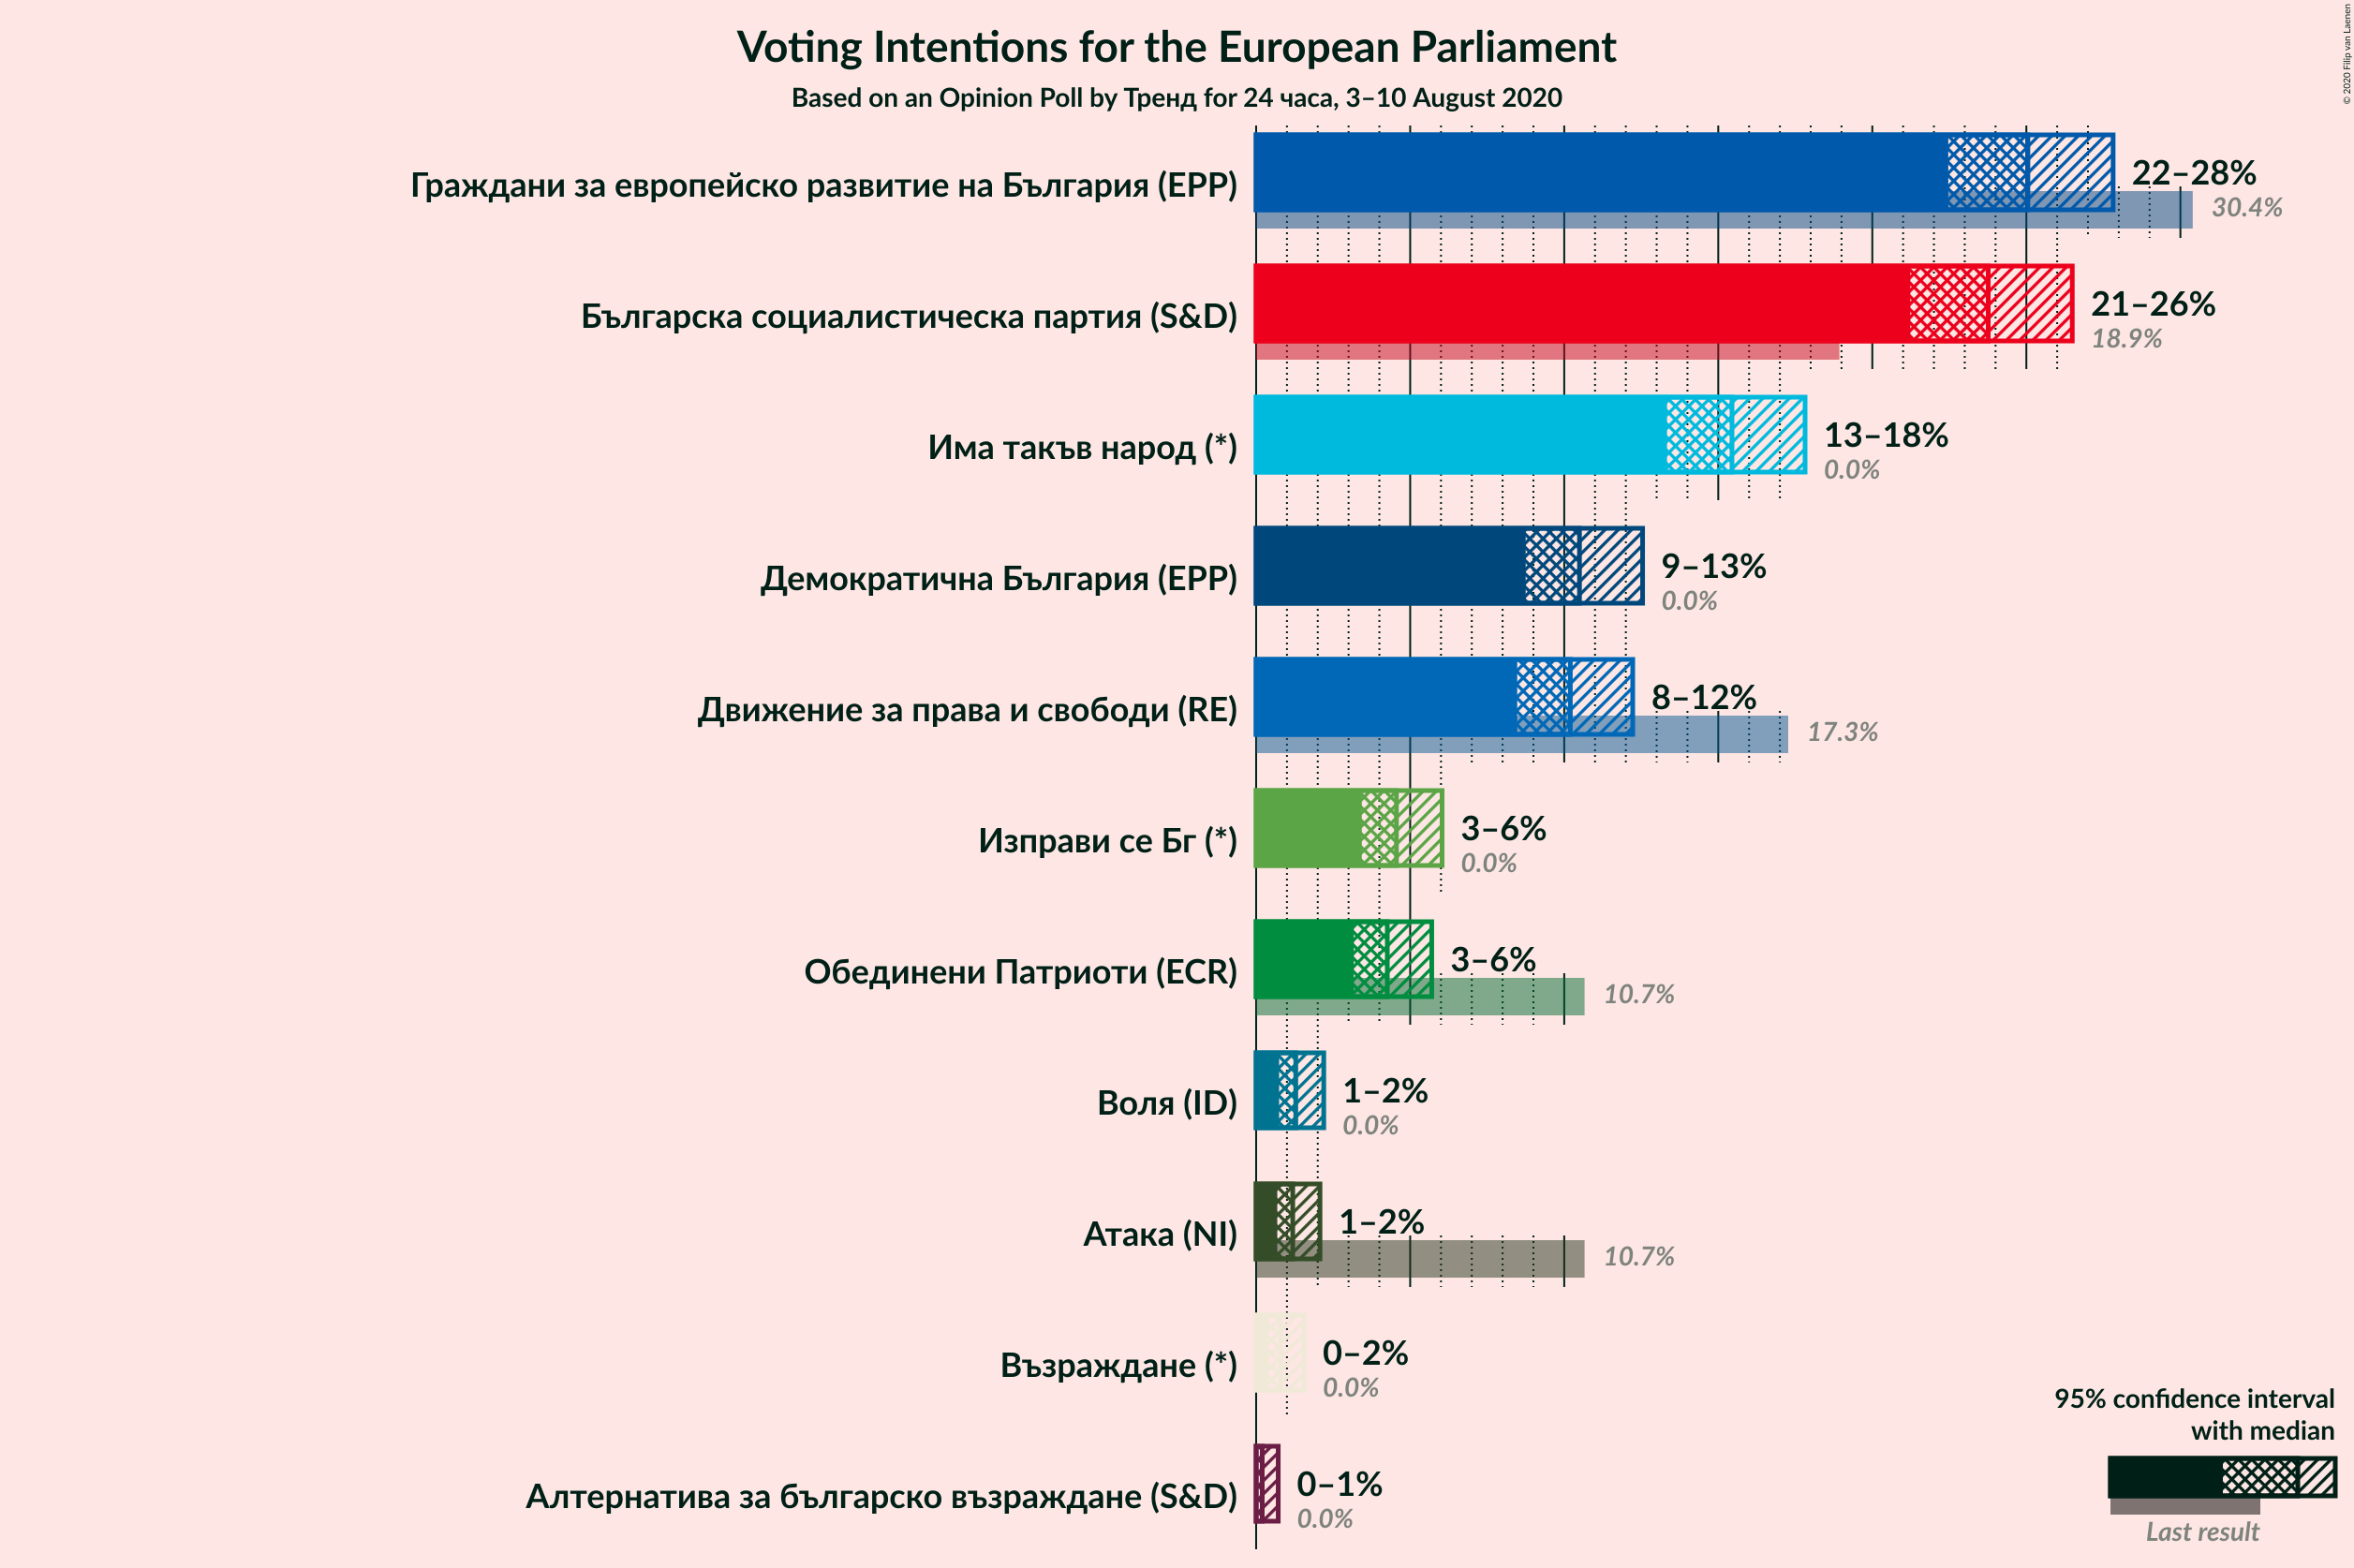 Voting Intentions for the European Parliament
Based on an Opinion Poll by Тренд for 24 часа, 3–10 August 2020
© 2020 Filip van Laenen
Граждани за европейско развитие на България (EPP)
22–28%
30.4%
Българска социалистическа партия (S&D)
21–26%
18.9%
Има такъв народ (*)
13–18%
0.0%
Демократична България (EPP)
9–13%
0.0%
Движение за права и свободи (RE)
8–12%
17.3%
Изправи се Бг (*)
3–6%
0.0%
Обединени Патриоти (ECR)
3–6%
10.7%
Воля (ID)
1–2%
0.0%
Атака (NI)
1–2%
10.7%
Възраждане (*)
0–2%
0.0%
Алтернатива за българско възраждане (S&D)
0–1%
0.0%
95% confidence interval
with median
Last result